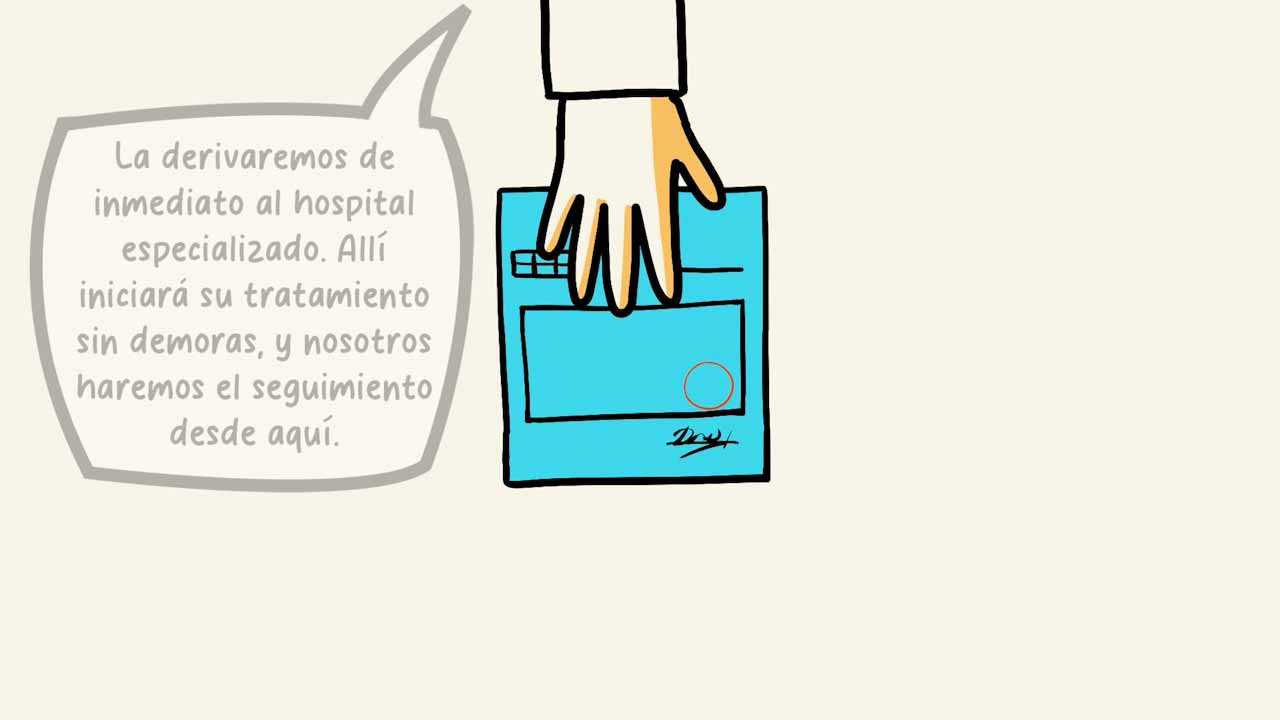 La derivaremos de
inmediato al hospital
especializado. Allí
iniciará su tratamiento
sin demoras, y nosotros
haremos el seguimiento
desde aquí.